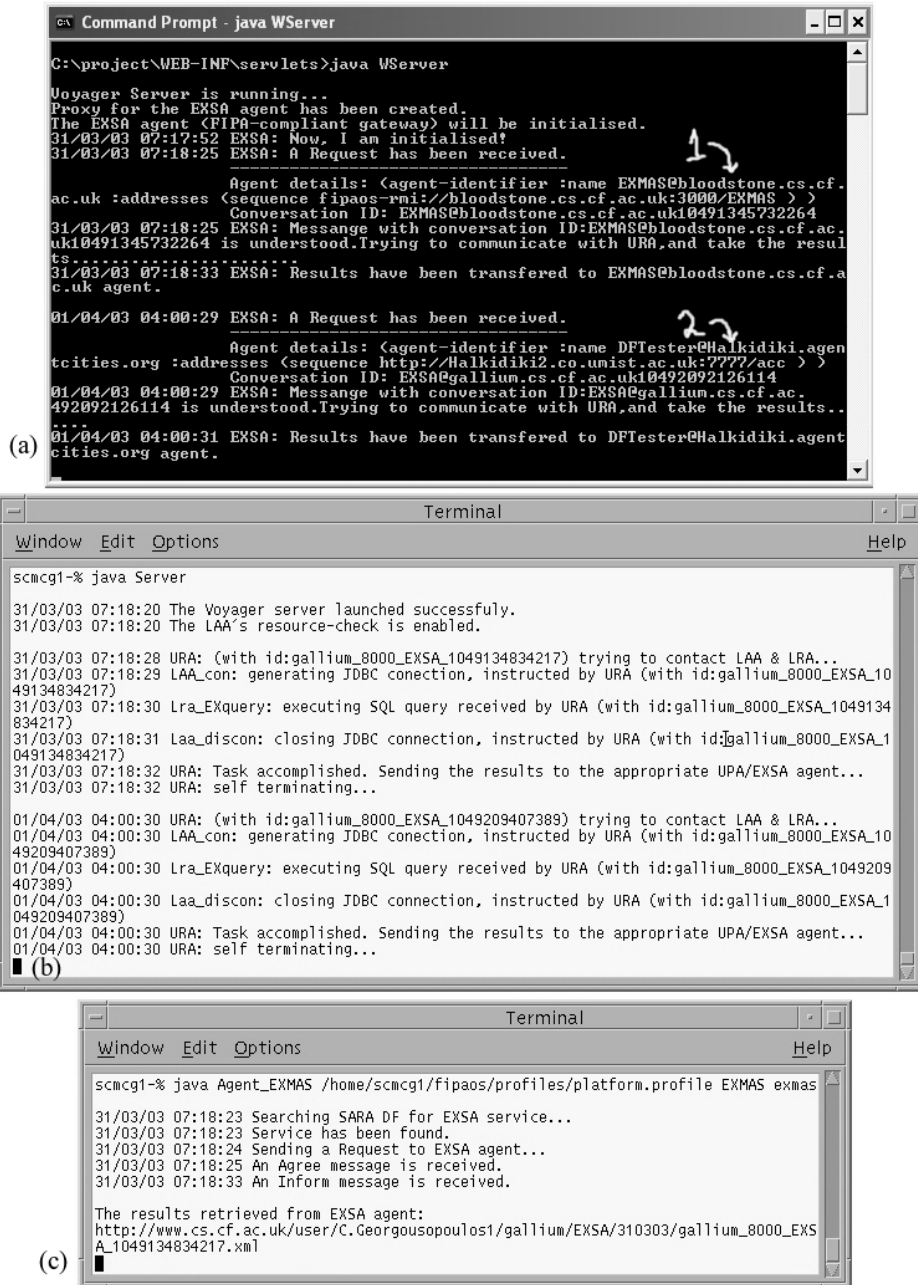 Command Prompt - java WServer
C:\project\WEB-INF\servlets>java WServer
Voyager Server is running...
Proxy for the EXSA agent has been created.
The EXSA agent (FIPA-compliant gateway) will be initialised.
31/03/03 07:17:52 EXSA: Now, I am initialised!
31/03/03 07:18:25 EXSA: A Request has been received.
1
-----------------------------------
Agent details: (agent-identifier :name EXMAS@bloodstone.cs.cf.
ac.uk :addresses (sequence fipaos-rmi://bloodstone.cs.cf.ac.uk:3000/EXMAS ) )
Conversation ID: EXMAS@bloodstone.cs.cf.ac.uk10491345732264
31/03/03 07:18:25 EXSA: Messange with conversation ID:EXMAS@bloodstone.cs.cf.ac.
uk10491345732264 is understood.Trying to communicate with URA,and take the resul
ts.......................
31/03/03 07:18:33 EXSA: Results have been transfered to EXMAS@bloodstone.cs.cf.a
c.uk agent.
01/04/03 04:00:29 EXSA: A Request has been received.
2
-----------------------------------
Agent details: (agent-identifier :name DFTester@Halkidiki.agen
tcities.org :addresses (sequence http://Halkidiki2.co.umist.ac.uk:7777/acc ) )
Conversation ID: EXSA@gallium.cs.cf.ac.uk10492092126114
01/04/03 04:00:29 EXSA: Messange with conversation ID:EXSA@gallium.cs.cf.ac.
492092126114 is understood.Trying to communicate with URA,and take the results..
....
01/04/03 04:00:31 EXSA: Results have been transfered to DFTester@Halkidiki.agent
cities.org agent.
(a)
Terminal
Window Edit Options Help
scmcg1-% java Server
31/03/03 07:18:20 The Voyager server launched successfuly.
31/03/03 07:18:20 The LAA's resource-check is enabled.
31/03/03 07:18:28 URA: (with id:gallium_8000_EXSA_1049134834217) trying to contact LAA & LRA...
31/03/03 07:18:29 LAA_con: generating JDBC conection, instructed by URA (with id:gallium_8000_EXSA_10
49134834217)
31/03/03 07:18:30 Lra_EXquery: executing SQL query received by URA (with id:gallium_8000_EXSA_1049134
834217)
31/03/03 07:18:31 Laa_discon: closing JDBC connection, instructed by URA (with id:gallium_8000_EXSA_1
049134834217)
31/03/03 07:18:32 URA: Task accomplished. Sending the results to the appropriate UPA/EXSA agent...
31/03/03 07:18:32 URA: self terminating...
01/04/03 04:00:30 URA: (with id:gallium_8000_EXSA_1049209407389) trying to contact LAA & LRA...
01/04/03 04:00:30 LAA_con: generating JDBC conection, instructed by URA (with id:gallium_8000_EXSA_10
49209407389)
01/04/03 04:00:30 Lra_EXquery: executing SQL query received by URA (with id:gallium_8000_EXSA_1049209
407389)
01/04/03 04:00:30 Laa_discon: closing JDBC connection, instructed by URA (with id:gallium_8000_EXSA_1
049209407389)
01/04/03 04:00:30 URA: Task accomplished. Sending the results to the appropriate UPA/EXSA agent...
01/04/03 04:00:30 URA: self terminating...
(b)
Terminal
Window Edit Options Help
scmcg1-% java Agent_EXMAS /home/scmcg1/fipaos/profiles/platform.profile EXMAS exmas
31/03/03 07:18:23 Searching SARA DF for EXSA service...
31/03/03 07:18:23 Service has been found.
31/03/03 07:18:24 Sending a Request to EXSA agent...
31/03/03 07:18:25 An Agree message is received.
31/03/03 07:18:33 An Inform message is received.
The results retrieved from EXSA agent:
http://www.cs.cf.ac.uk/user/C.Georgousopoulos1/gallium/EXSA/310303/gallium_8000_EXS
A_1049134834217.xml
(c)